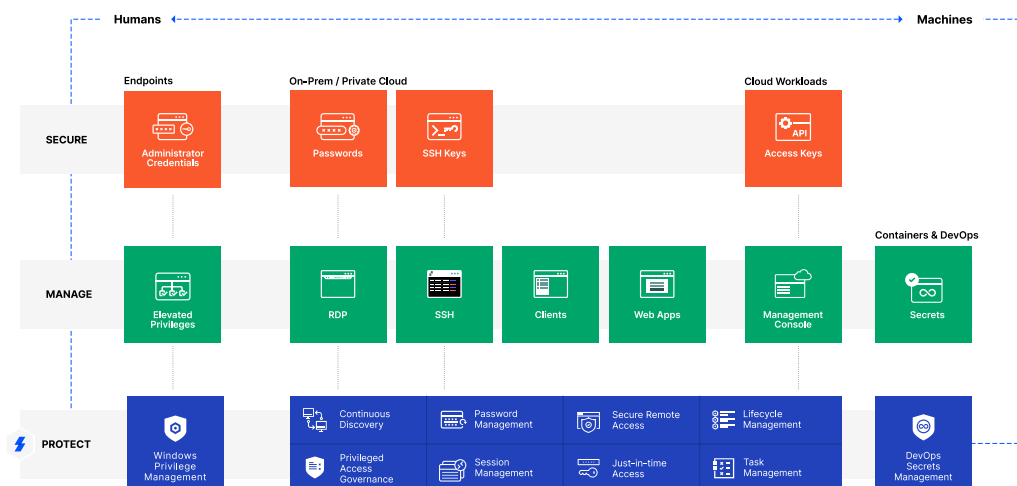 Humans
Machines
Endpoints
On-Prem / Private Cloud
Cloud Workloads
SECURE
Administrator
Credentials
Passwords
SSH Keys
API
Access Keys
Containers & DevOps
MANAGE
Elevated
Privileges
RDP
SSH
Clients
Web Apps
Management
Console
Secrets
PROTECT
Windows
Privilege
Management
Continuous
Discovery
Password
Management
Secure Remote
Access
Lifecycle
Management
Privileged
Access
Governance
Session
Management
Just-in-time
Access
Task
Management
DevOps
Secrets
Management